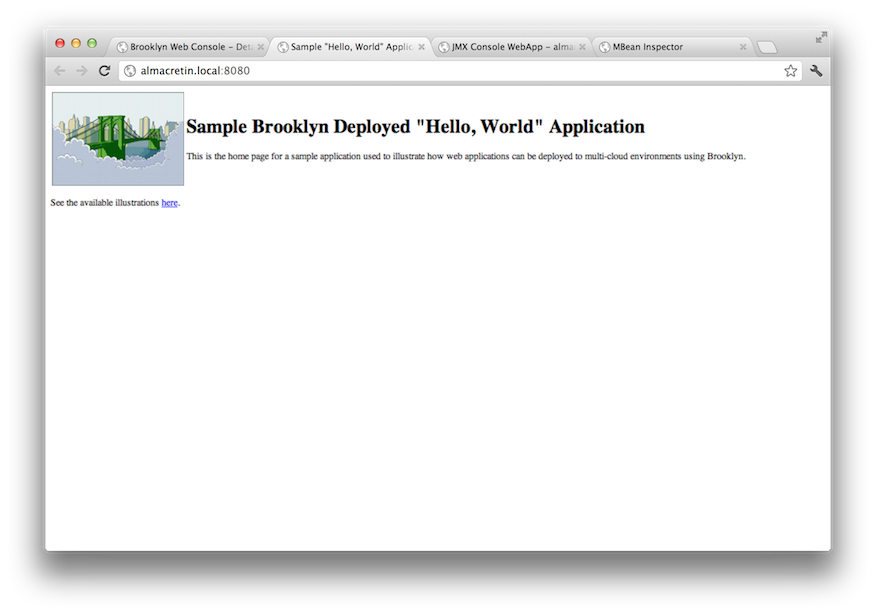 Brooklyn Web Console – Deta
Sample "Hello, World" Applic
JMX Console WebApp – alma
MBean Inspector
almacretin.local:8080
Sample Brooklyn Deployed "Hello, World" Application
This is the home page for a sample application used to illustrate how web applications can be deployed to multi-cloud environments using Brooklyn.
See the available illustrations here.